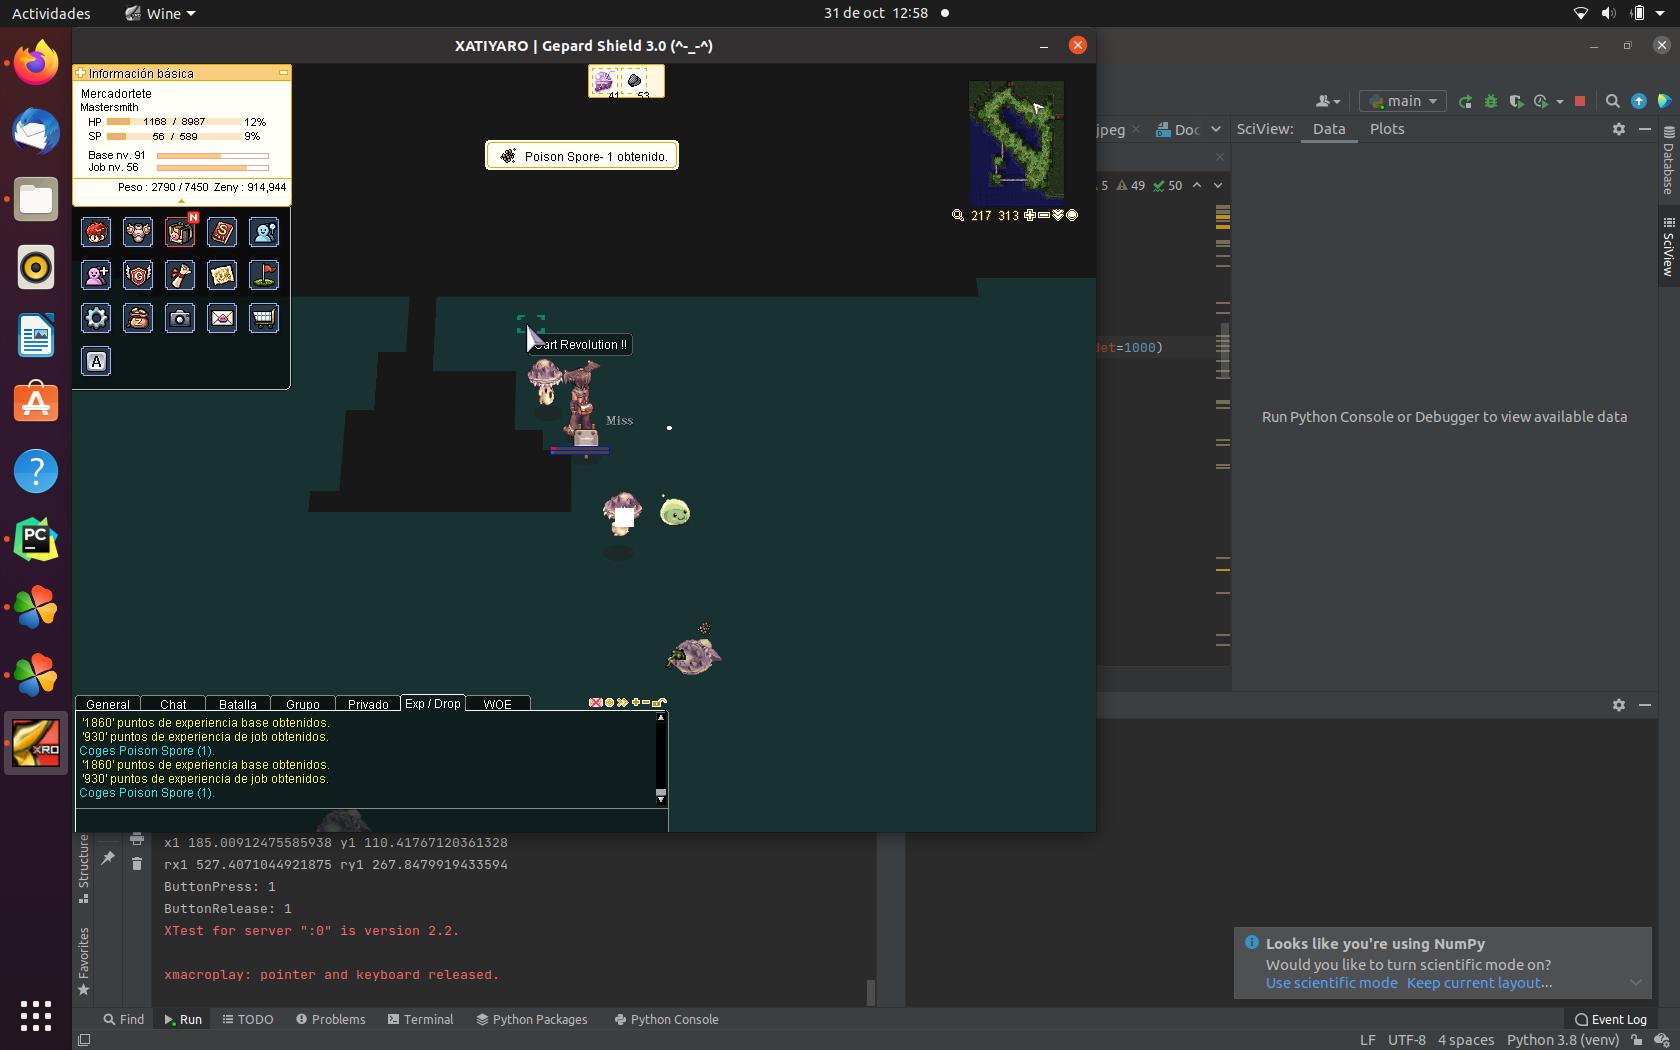 Actividades
Wine
31 de oct 12:58
XATIYARO | Gepard Shield 3.0 (^-_-^)
Información básica
Mercadortete
Mastersmith
HP 1168 / 8987 12%
SP 56 / 589 9%
Base nv. 91
Job nv. 56
Peso : 2790 / 7450 Zeny : 914,944
N
41 53
Poison Spore- 1 obtenido.
217 313
Cart Revolution !!
Miss
General Chat Batalla Grupo Privado Exp / Drop WOE
'1860' puntos de experiencia base obtenidos.
'930' puntos de experiencia de job obtenidos.
Coges Poison Spore (1).
'1860' puntos de experiencia base obtenidos.
'930' puntos de experiencia de job obtenidos.
Coges Poison Spore (1).
main
jpeg
Doc
SciView: Data Plots
5 49 50
det=1000)
Run Python Console or Debugger to view available data
Database
SciView
Structure
Favorites
x1 185.00912475585938 y1 110.41767120361328
rx1 527.4071044921875 ry1 267.8479919433594
ButtonPress: 1
ButtonRelease: 1
XTest for server ":0" is version 2.2.
xmacroplay: pointer and keyboard released.
Looks like you're using NumPy
Would you like to turn scientific mode on?
Use scientific mode Keep current layout...
Find Run TODO Problems Terminal Python Packages Python Console
Event Log
LF UTF-8 4 spaces Python 3.8 (venv)
PC
XRO